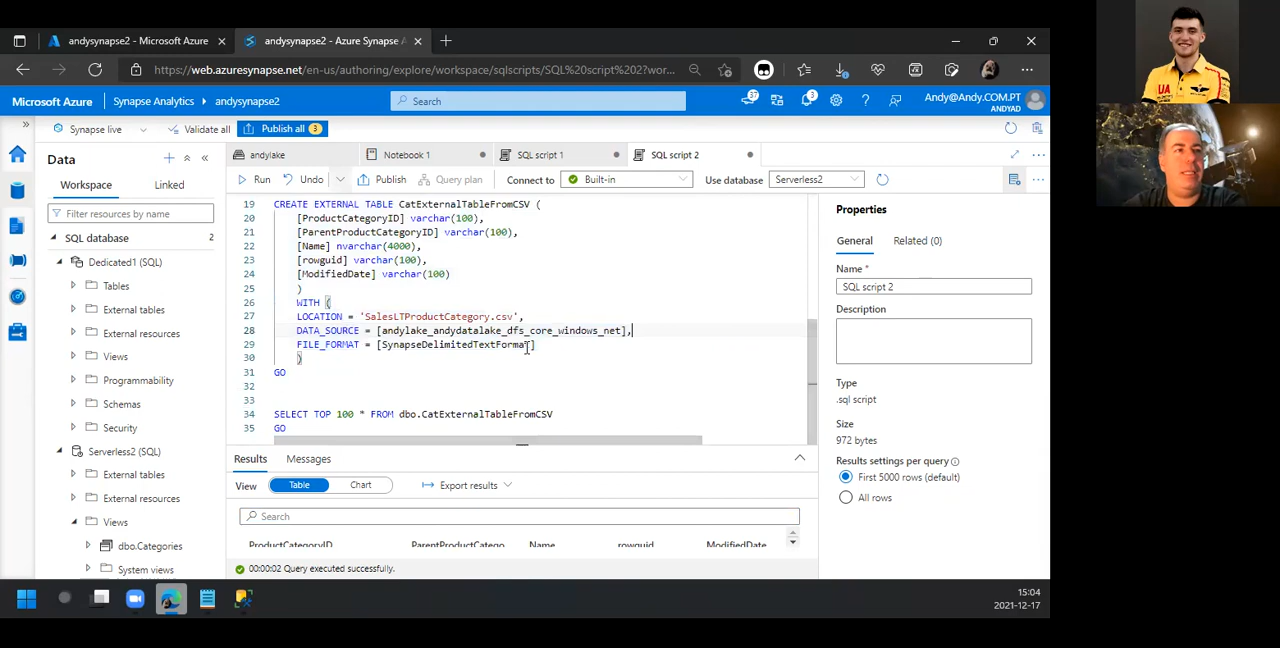 andysynapse2 - Microsoft Azure
andysynapse2 - Azure Synapse A
https://web.azuresynapse.net/en-us/authoring/explore/workspace/sqlscripts/SQL%20script%202?wor...
Microsoft Azure
Synapse Analytics
andysynapse2
Search
37
3
Andy@Andy.COM.PT
ANDYAD
Synapse live
Validate all
Publish all
3
Data
Workspace
Linked
Filter resources by name
SQL database
2
Dedicated1 (SQL)
Tables
External tables
External resources
Views
Programmability
Schemas
Security
Serverless2 (SQL)
External tables
External resources
Views
dbo.Categories
System views
andylake
Notebook 1
SQL script 1
SQL script 2
Run
Undo
Publish
Query plan
Connect to
Built-in
Use database
Serverless2
19 CREATE EXTERNAL TABLE CatExternalTableFromCSV (
20 [ProductCategoryID] varchar(100),
21 [ParentProductCategoryID] varchar(100),
22 [Name] nvarchar(4000),
23 [rowguid] varchar(100),
24 [ModifiedDate] varchar(100)
25 )
26 WITH (
27 LOCATION = 'SalesLTProductCategory.csv',
28 DATA_SOURCE = [andylake_andydatalake_dfs_core_windows_net],
29 FILE_FORMAT = [SynapseDelimitedTextFormat]
30 )
31 GO
32
33
34 SELECT TOP 100 * FROM dbo.CatExternalTableFromCSV
35 GO
Results
Messages
View
Table
Chart
Export results
Search
ProductCategoryID
ParentProductCatego
Name
rowguid
ModifiedDate
00:00:02 Query executed successfully.
Properties
General
Related (0)
Name *
SQL script 2
Description
Type
.sql script
Size
972 bytes
Results settings per query
First 5000 rows (default)
All rows
15:04
2021-12-17
UA